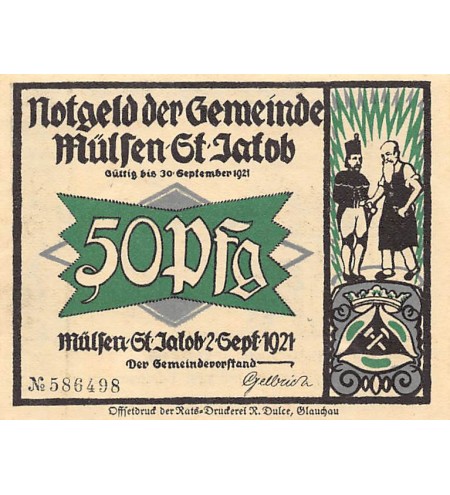 Notgeld der Gemeinde
Mülsen-St-Jakob
Gültig bis 30. September 1921
50 Pfg
Mülsen-St-Jakob 2 Sept 1921
Der Gemeindevorstand
Gelbrich
№ 586498
Offsetdruck der Rats-Druckerei R. Dulce, Glauchau